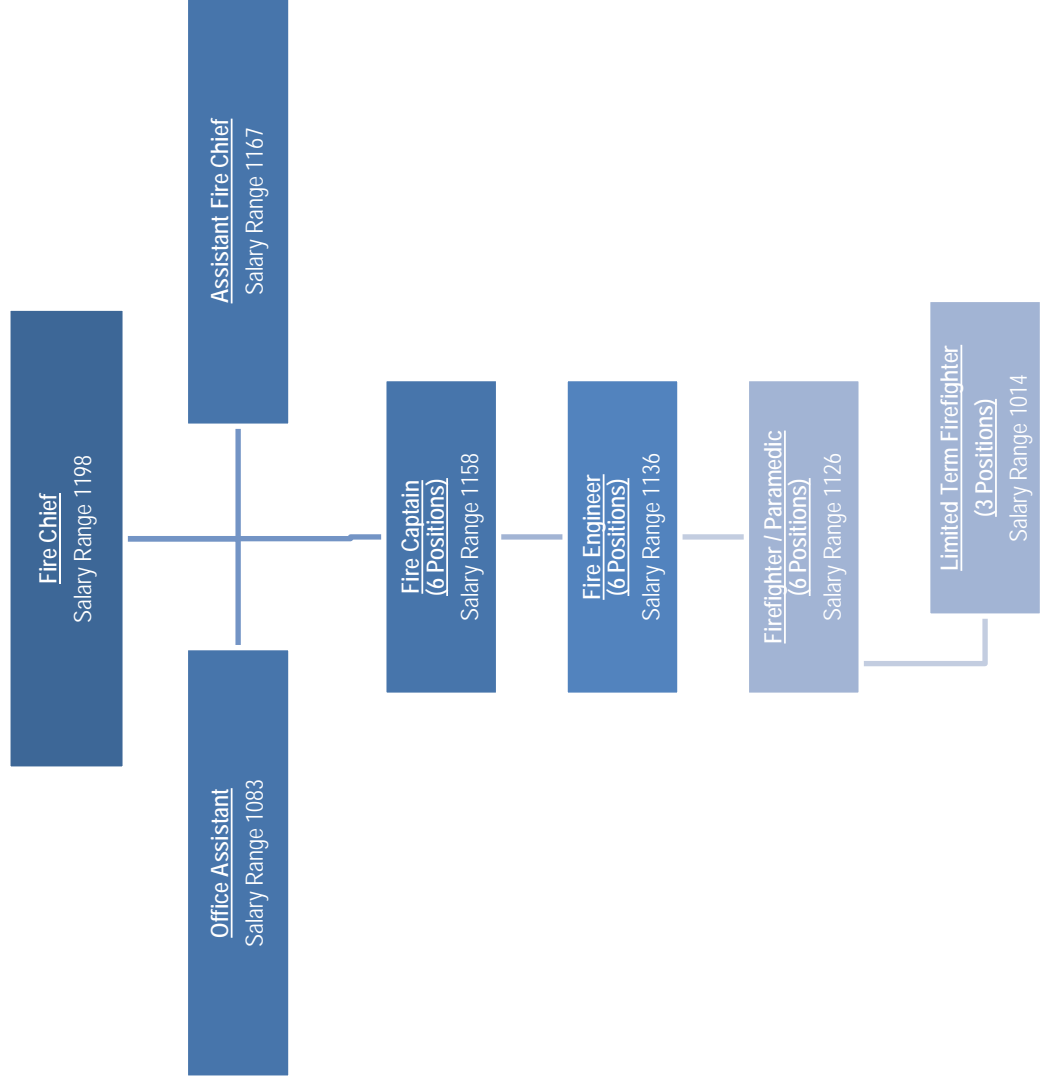 Fire Chief
Salary Range 1198
Office Assistant
Salary Range 1083
Assistant Fire Chief
Salary Range 1167
Fire Captain
(6 Positions)
Salary Range 1158
Fire Engineer
(6 Positions)
Salary Range 1136
Firefighter / Paramedic
(6 Positions)
Salary Range 1126
Limited Term Firefighter
(3 Positions)
Salary Range 1014